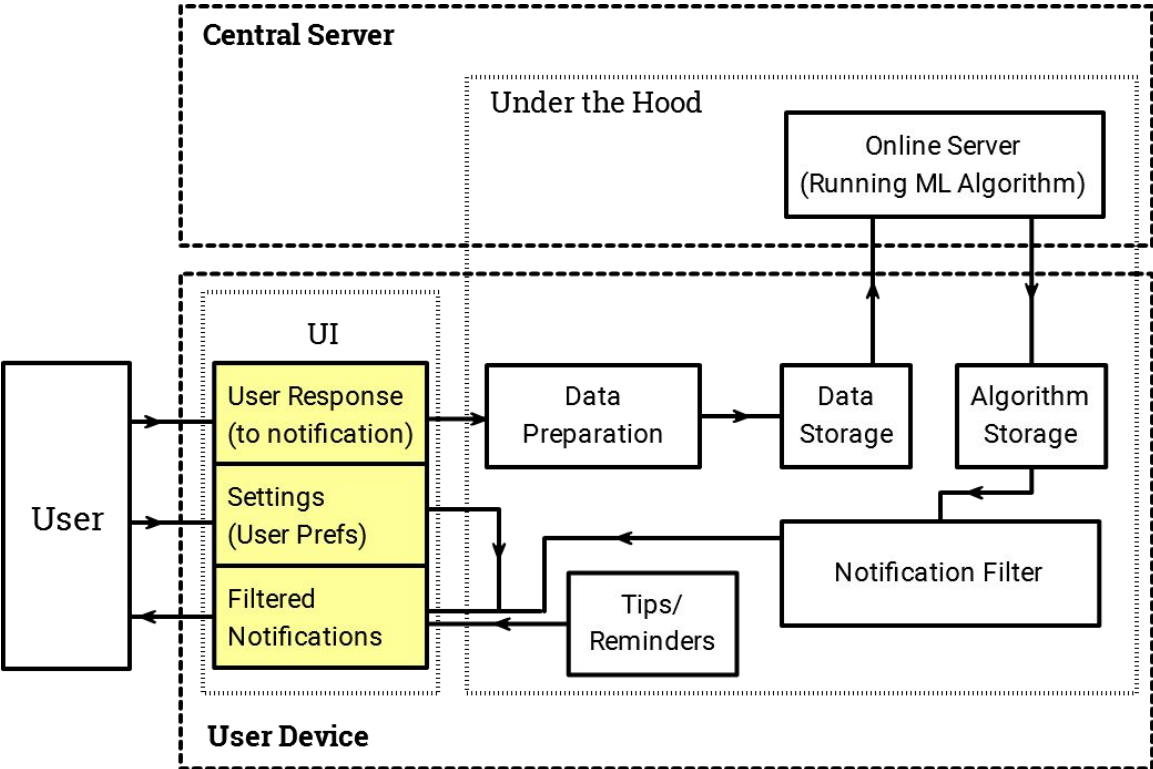 Central Server
Under the Hood
Online Server
(Running ML Algorithm)
UI
User
User Response
(to notification)
Data
Preparation
Data
Storage
Algorithm
Storage
Settings
(User Prefs)
Filtered
Notifications
Tips/
Reminders
Notification Filter
User Device